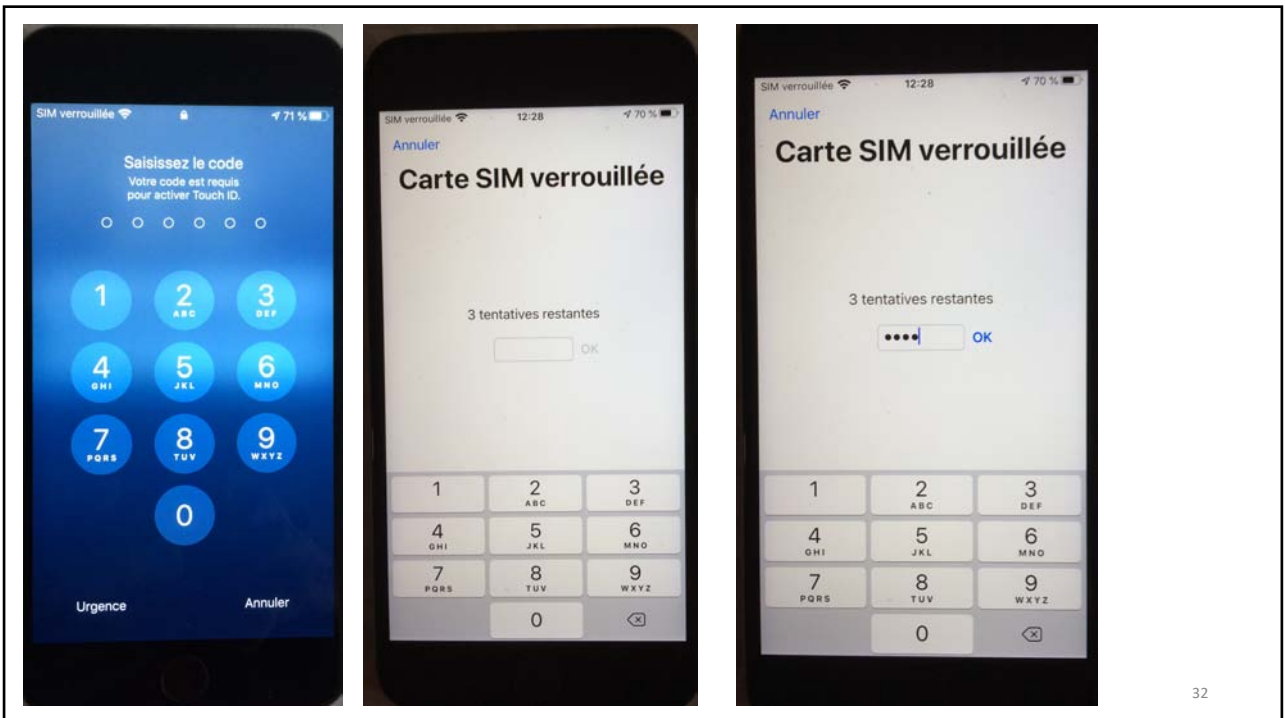 SIM verrouillée 71 %
Saisissez le code
Votre code est requis
pour activer Touch ID.
1 2 3
ABC DEF
4 5 6
GHI JKL MNO
7 8 9
PQRS TUV WXYZ
0
Urgence Annuler
SIM verrouillée 12:28 70 %
Annuler
Carte SIM verrouillée
3 tentatives restantes
OK
1 2 3
ABC DEF
4 5 6
GHI JKL MNO
7 8 9
PQRS TUV WXYZ
0
SIM verrouillée 12:28 70 %
Annuler
Carte SIM verrouillée
3 tentatives restantes
•••• OK
1 2 3
ABC DEF
4 5 6
GHI JKL MNO
7 8 9
PQRS TUV WXYZ
0
32